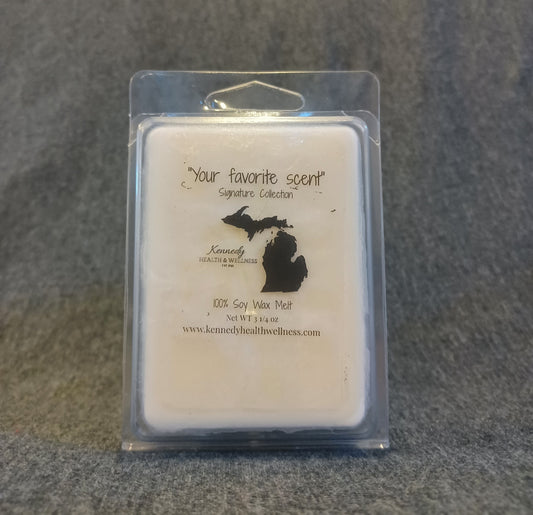 "Your favorite scent"
Signature Collection
Kennedy
HEALTH & WELLNESS
100% Soy Wax Melt
Net WT 3 1/4 oz
www.kennedyhealthwellness.com